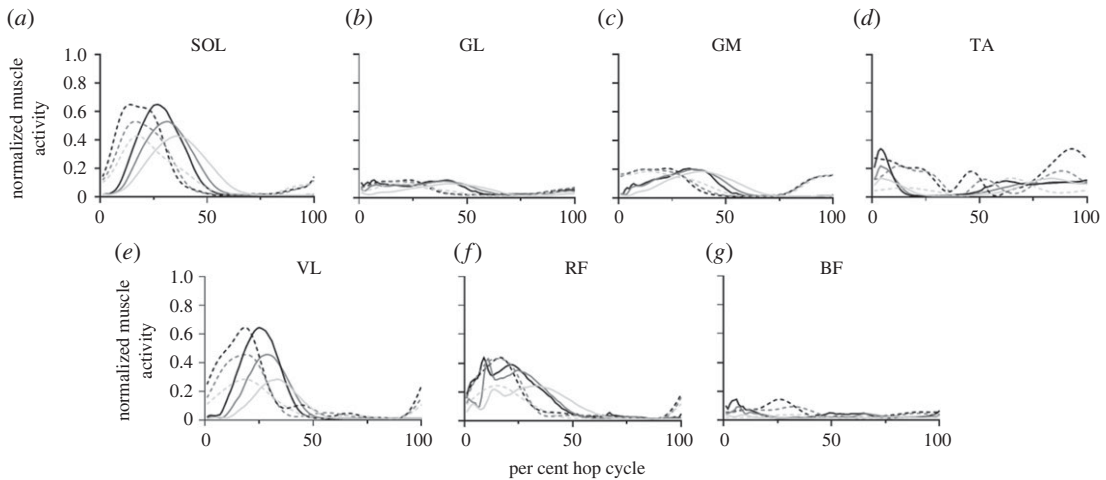 (a) (b) (c) (d)
SOL GL GM TA
normalized muscle
activity
1.0
0.8
0.6
0.4
0.2
0 50 100 0 50 100 0 50 100 0 50 100
(e) (f) (g)
VL RF BF
normalized muscle
activity
1.0
0.8
0.6
0.4
0.2
0
0 50 100 0 50 100 0 50 100
per cent hop cycle